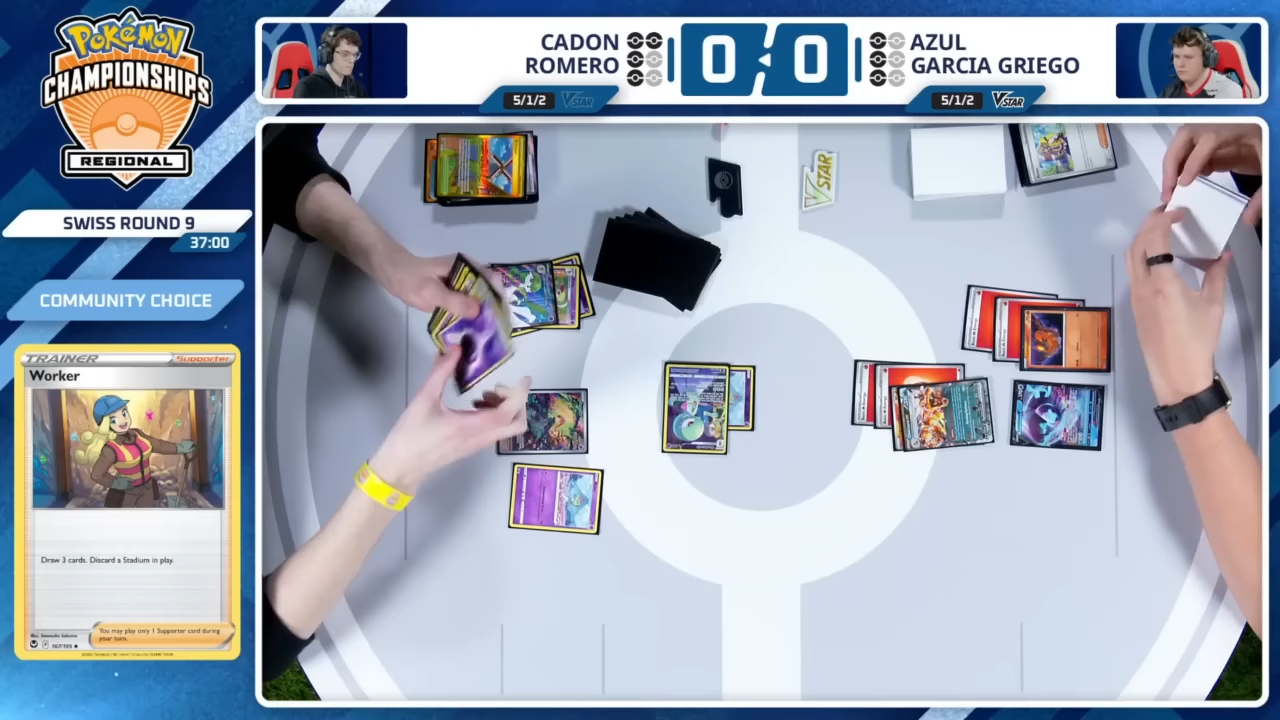 Pokémon
CHAMPIONSHIPS
REGIONAL
SWISS ROUND 9
37:00
COMMUNITY CHOICE
TRAINER Supporter
Worker
Draw 3 cards. Discard a Stadium in play.
You may play only 1 Supporter card during
your turn.
167/195
CADON
ROMERO
5/1/2 VSTAR
0 0
AZUL
GARCIA GRIEGO
5/1/2 VSTAR
VSTAR